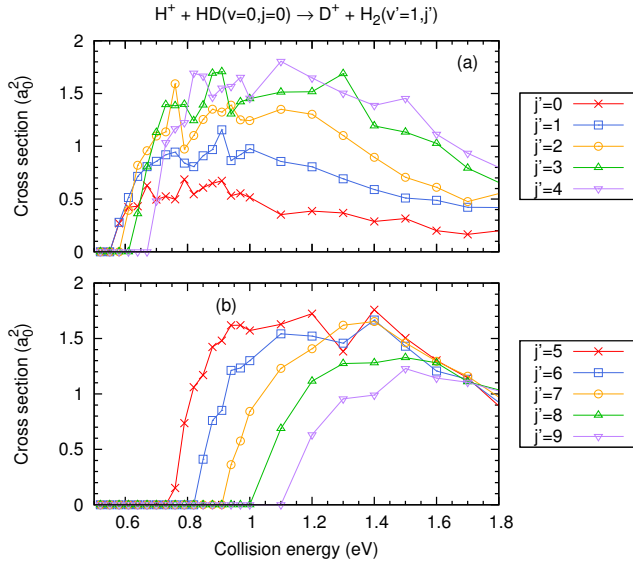 H⁺ + HD(v=0,j=0) → D⁺ + H₂(v'=1,j')
(a)
Cross section (a₀²)
2
1.5
1
0.5
0
j'=0
j'=1
j'=2
j'=3
j'=4
(b)
Cross section (a₀²)
2
1.5
1
0.5
0
j'=5
j'=6
j'=7
j'=8
j'=9
0.6 0.8 1 1.2 1.4 1.6 1.8
Collision energy (eV)